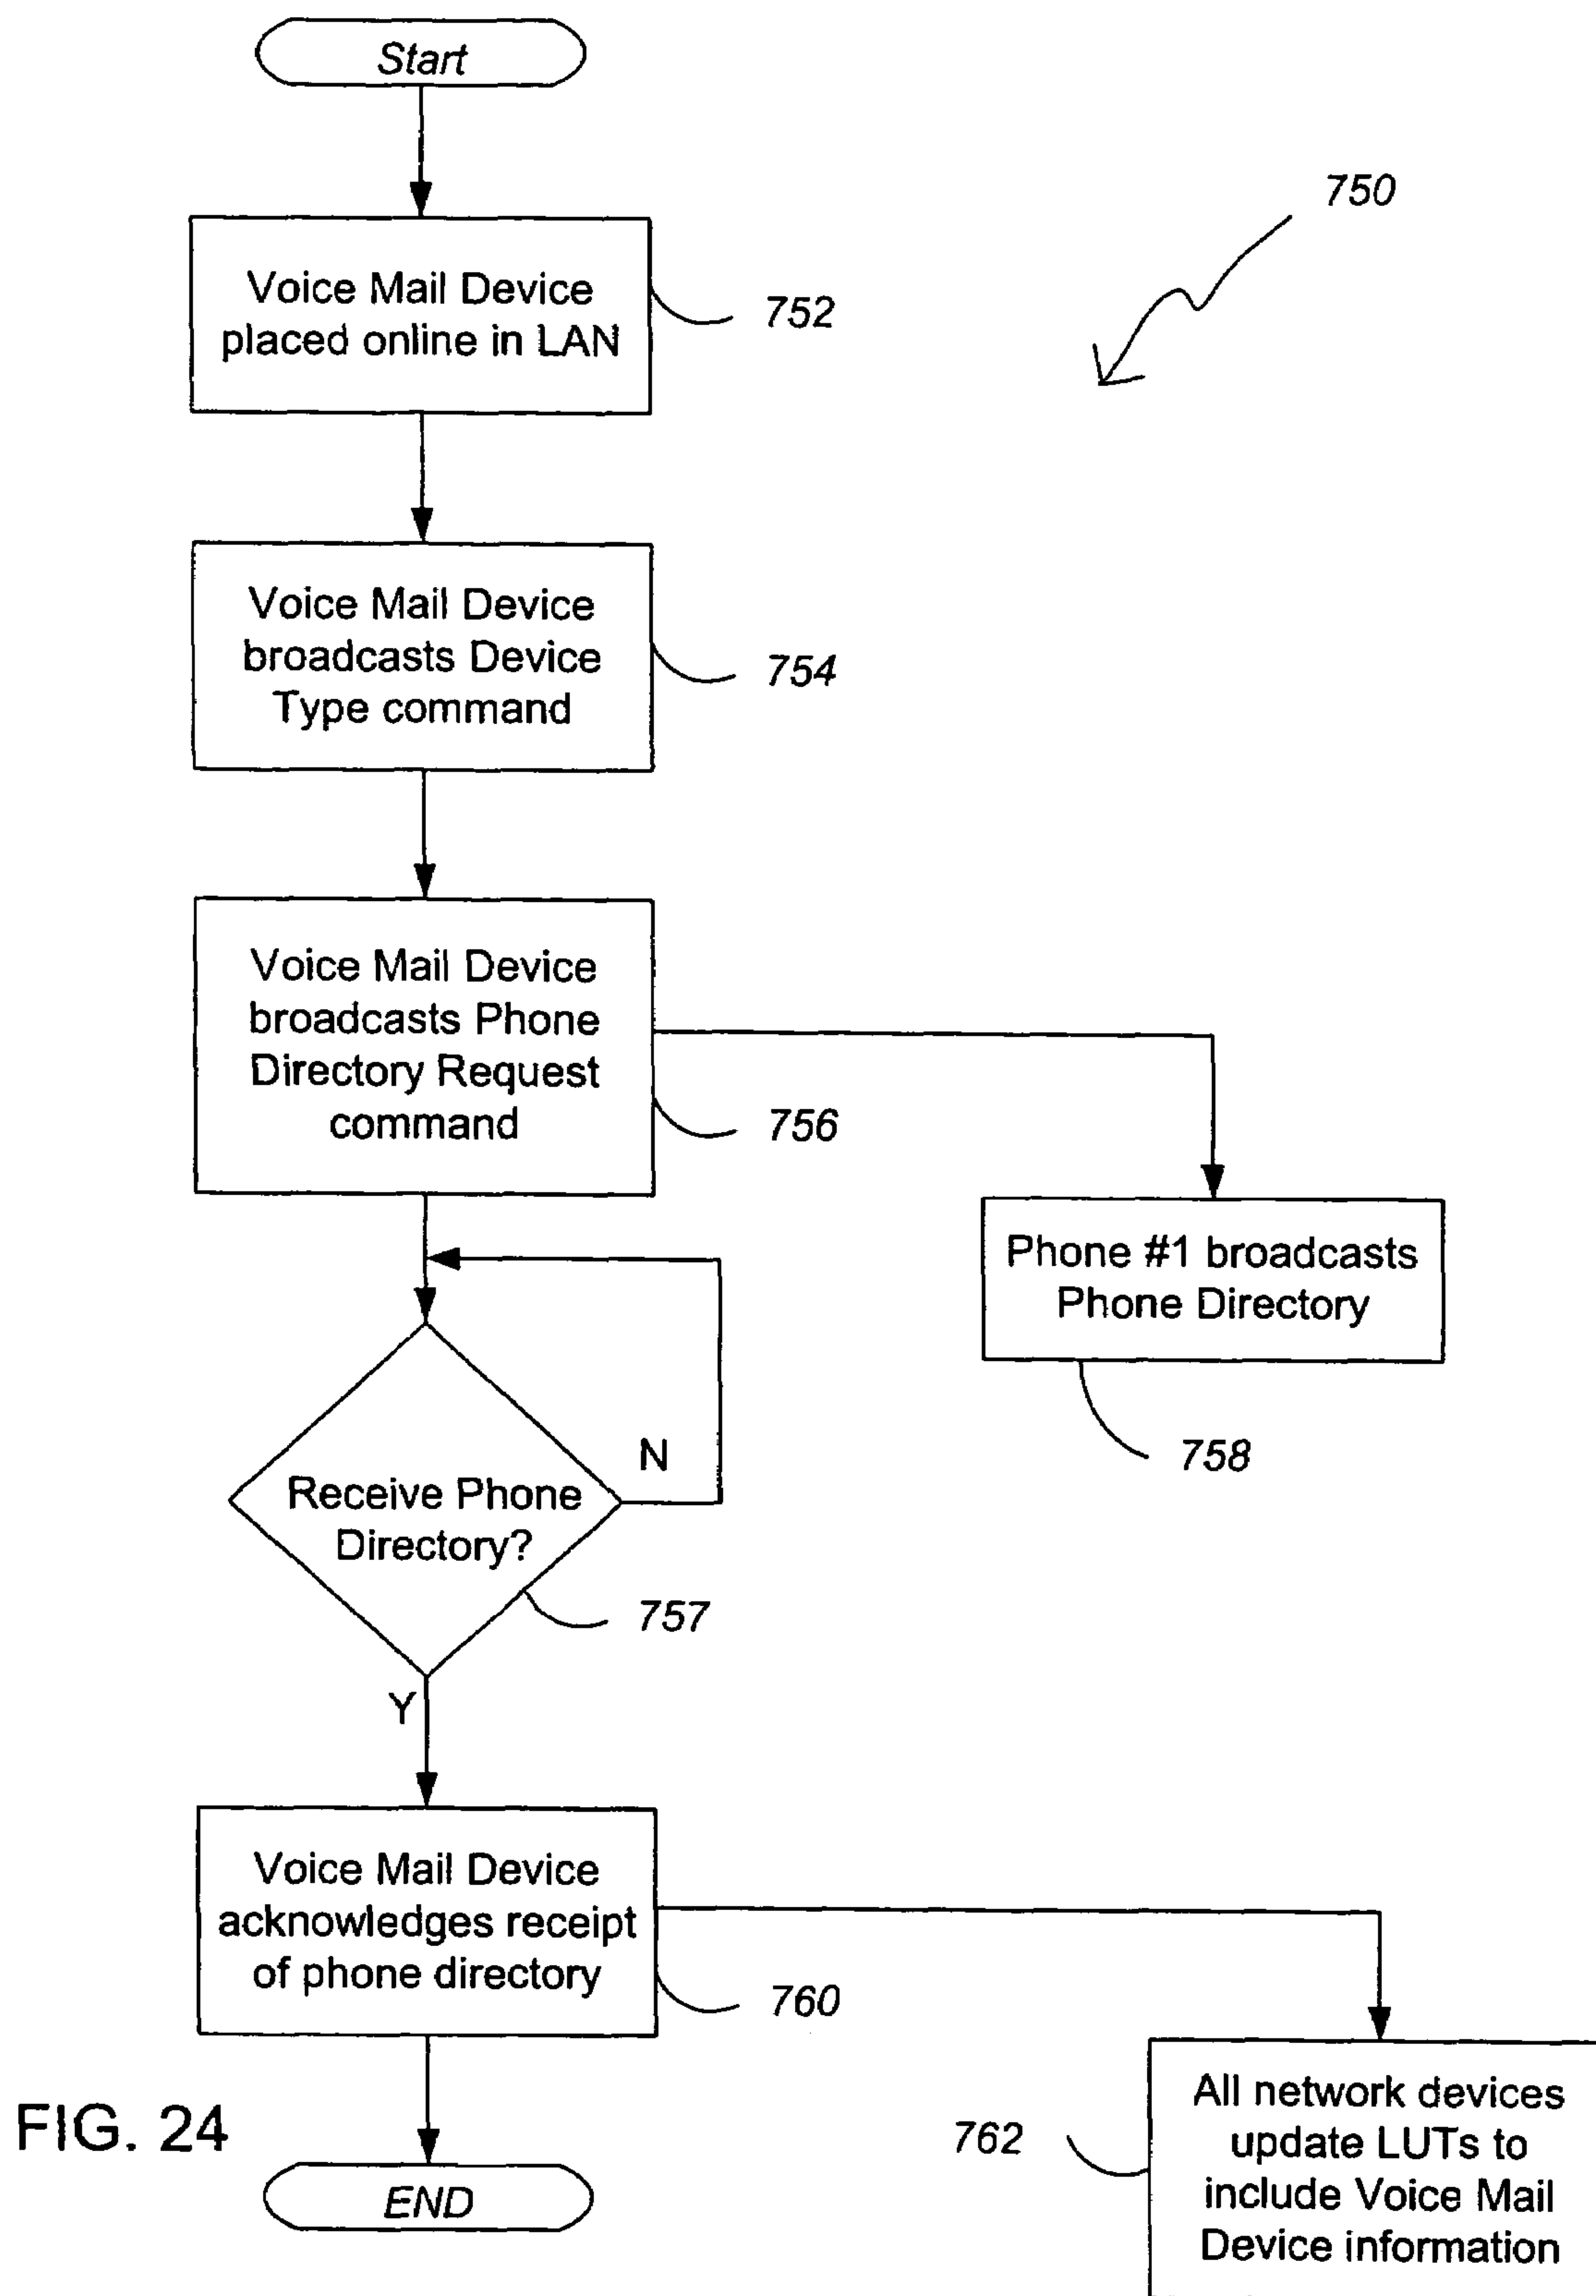 Start
750
Voice Mail Device
placed online in LAN
752
Voice Mail Device
broadcasts Device
Type command
754
Voice Mail Device
broadcasts Phone
Directory Request
command
756
Phone #1 broadcasts
Phone Directory
758
N
Receive Phone
Directory?
757
Y
Voice Mail Device
acknowledges receipt
of phone directory
760
All network devices
update LUTs to
include Voice Mail
Device information
762
FIG. 24
END